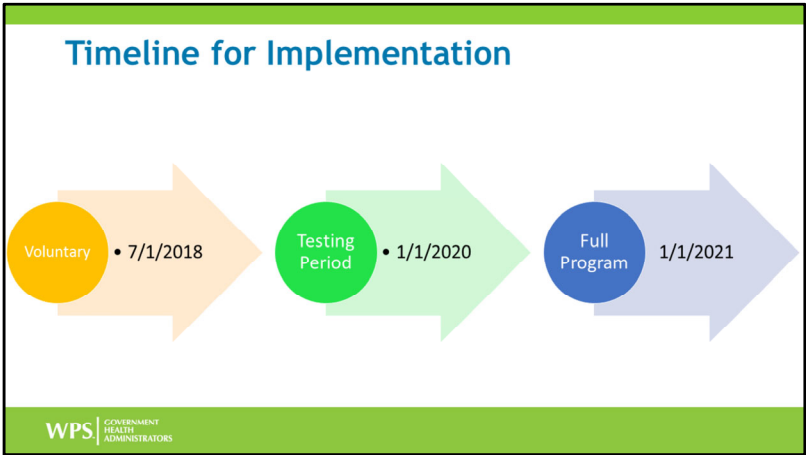 Timeline for Implementation
Voluntary
• 7/1/2018
Testing
Period
• 1/1/2020
Full
Program
1/1/2021
WPS.
GOVERNMENT
HEALTH
ADMINISTRATORS